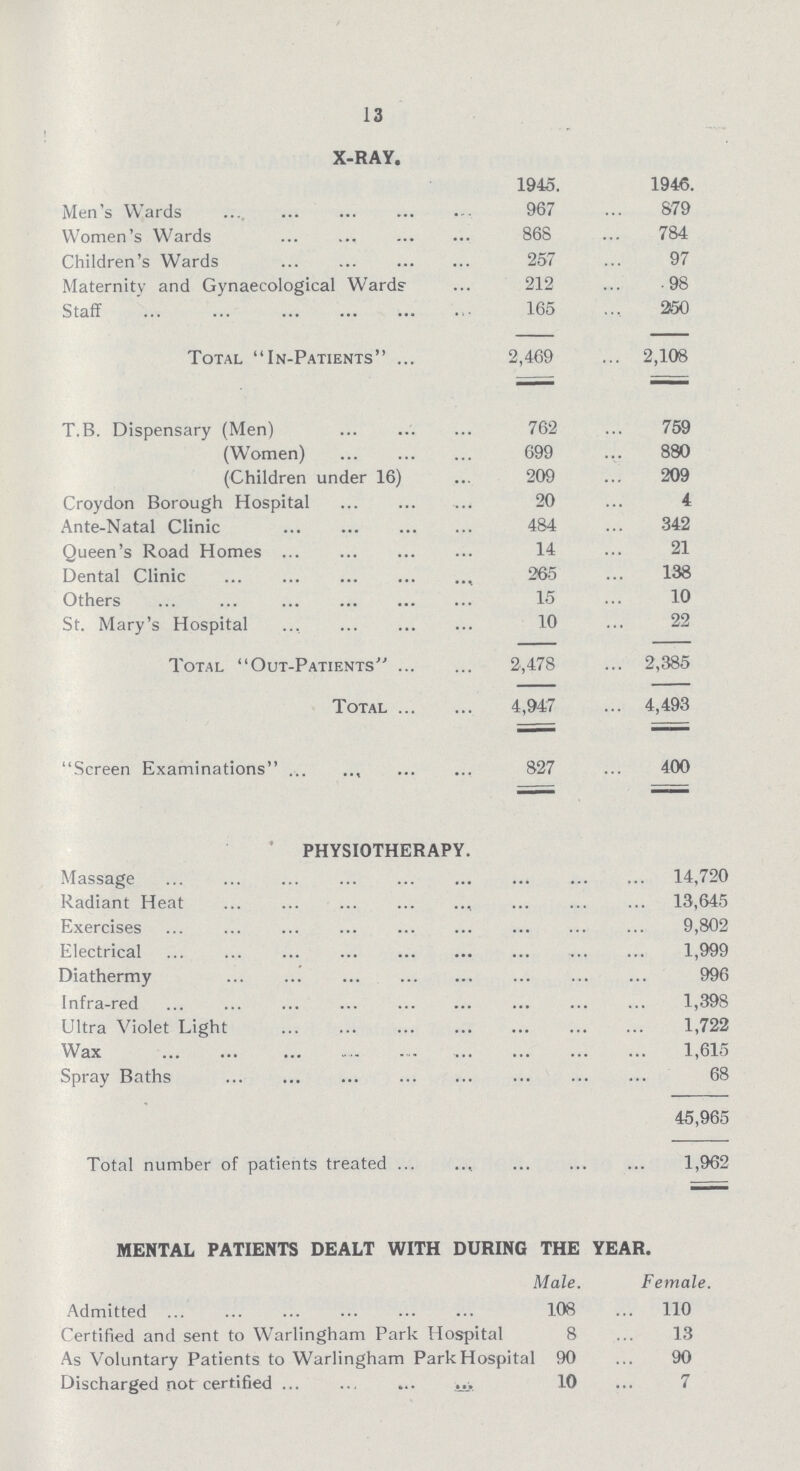 13
X-RAY.
1945. 1946.
Men's Wards ... ... ... ... ... 967 ... 879
Women's Wards ... ... ... ... 868 ... 784
Children's Wards ... ... ... ... 257 ... 97
Maternity and Gynaecological Wards ... 212 ... 98
Staff ... ... ... ... ... ... 165 ... 250
Total "In-Patients" ... 2,469 ... 2,108
T.B. Dispensary (Men) ... ... ... 762 ... 759
(Women) ... ... ... 699 ... 880
(Children under 16) ... 209 ... 209
Croydon Borough Hospital ... ... ... 20 ... 4
Ante-Natal Clinic ... ... ... ... 484 ... 342
Queen's Road Homes ... ... ... ... 14 ... 21
Dental Clinic ... ... ... ... ... 265 ... 138
Others ... ... ... ... ... ... 15 ... 10
St. Mary's Hospital ... ... ... ... 10 ... 22
Total "Out-Patients" ... ... 2,478 ... 2,385
Total ... ... 4,947 ... 4,493
"Screen Examinations" ... ... ... ... 827 ... 400
PHYSIOTHERAPY.
Massage ... ... ... ... ... ... ... ... ... 14,720
Radiant Heat ... ... ... ... ... ... ... ... 13,645
Exercises ... ... ... ... ... ... ... ... ... 9,802
Electrical ... ... ... ... ... ... ... ... ... 1,999
Diathermy ... ... ... ... ... ... ... ... 996
Infra-red ... ... ... ... ... ... ... ... ... 1,398
Ultra Violet Light ... ... ... ... ... ... ... 1,722
Wax ... ... ... ... ... ... ... ... ... 1,615
Spray Baths ... ... ... ... ... ... ... ... 68
45,965
Total number of patients treated ... ... ... ... ... 1,962
MENTAL PATIENTS DEALT WITH DURING THE YEAR.
Male. Female.
Admitted ... ... ... ... ... ... 108 ... 110
Certified and sent to Warlingham Park Hospital 8 ... 13
As Voluntary Patients to Warlingham Park Hospital 90 ... 90
Discharged not certified ... ... ... ... 10 ... 7